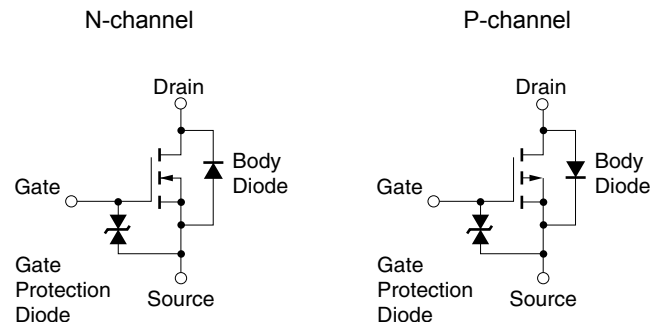 N-channel
Drain
Body
Diode
Gate
Gate
Protection
Diode
Source
P-channel
Drain
Body
Diode
Gate
Gate
Protection
Diode
Source